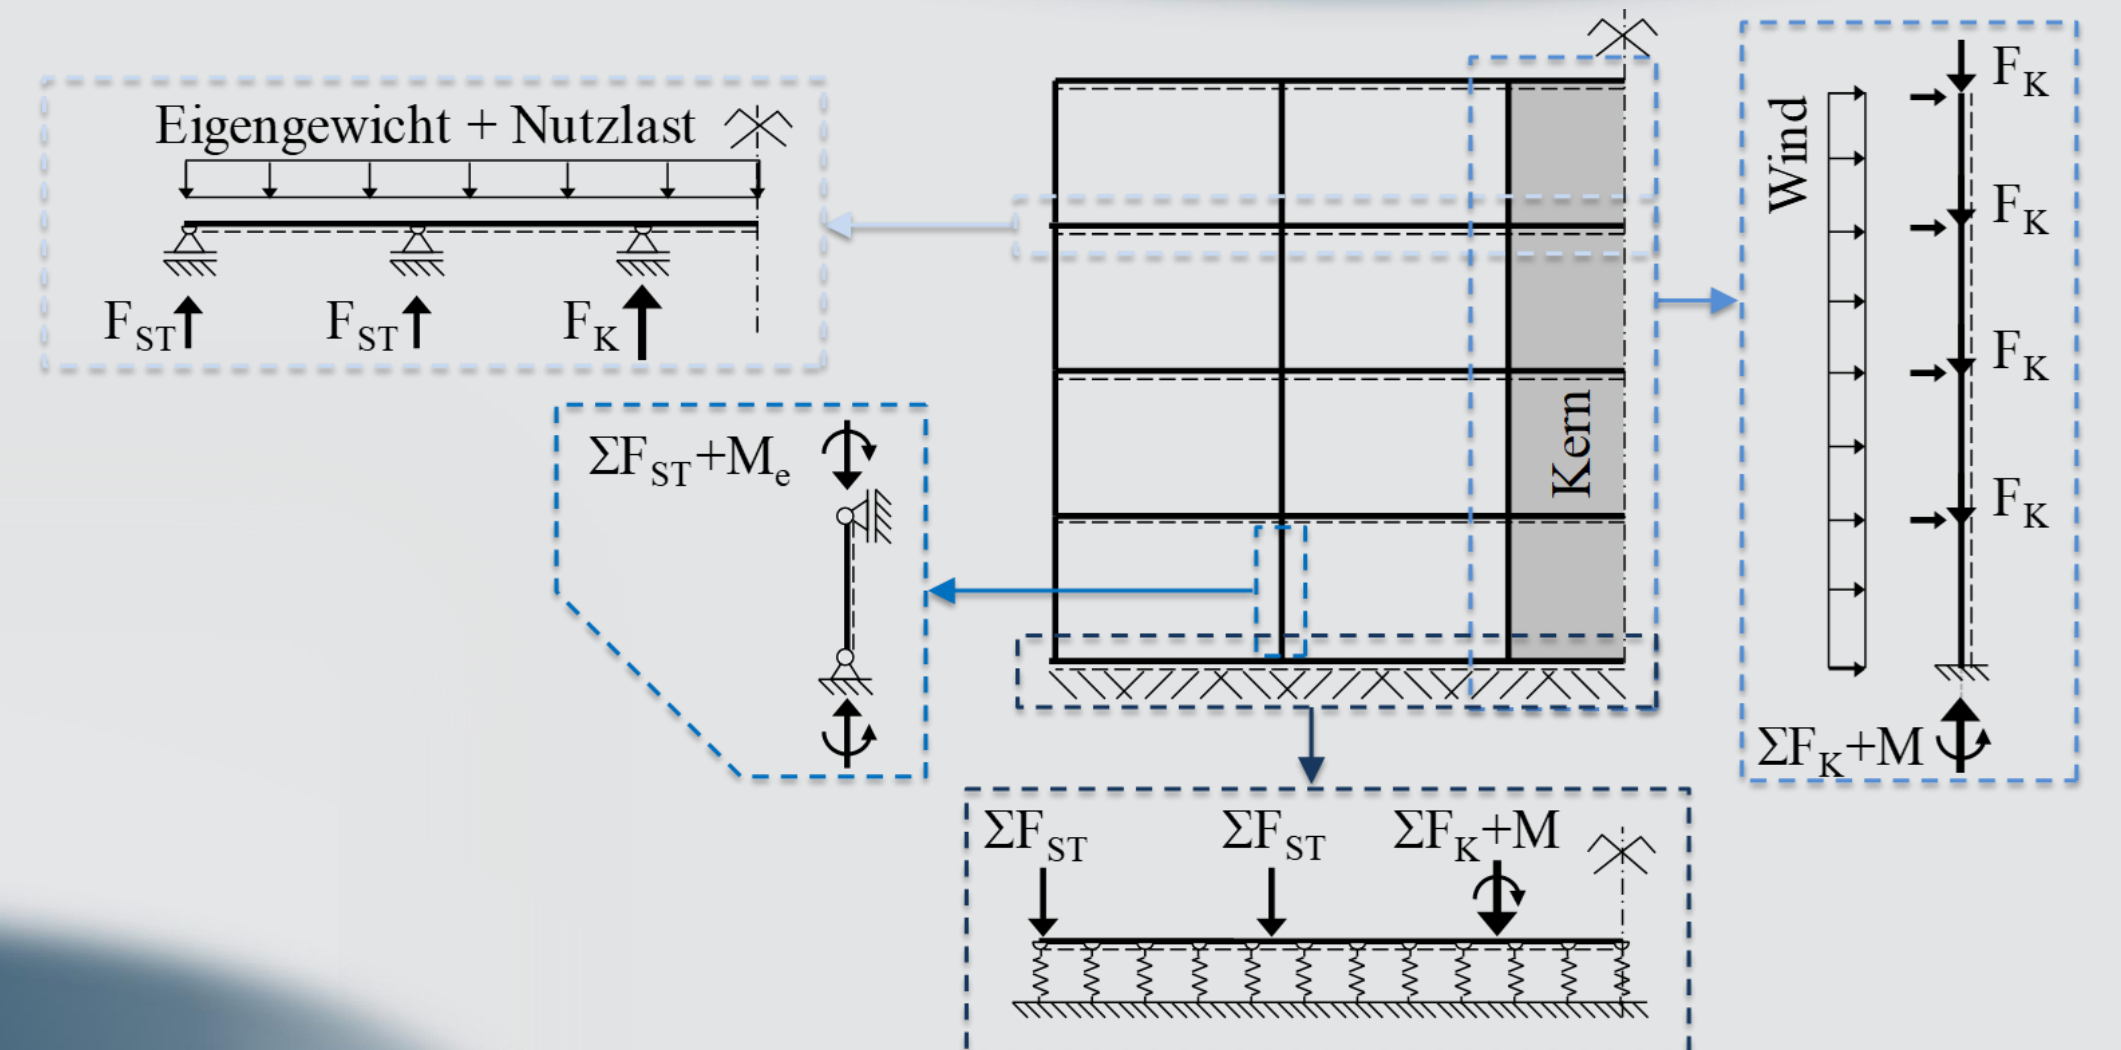 Eigengewicht + Nutzlast
F_ST
F_ST
F_K
ΣF_ST+M_e
Kern
Wind
F_K
F_K
F_K
F_K
ΣF_K+M
ΣF_ST
ΣF_ST
ΣF_K+M